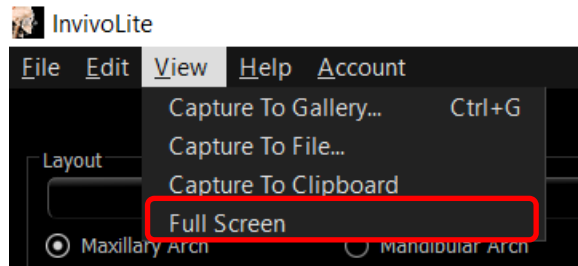 InvivoLite
File Edit View Help Account
Capture To Gallery... Ctrl+G
Capture To File...
Layout
Capture To Clipboard
Full Screen
Maxillary Arch Mandibular Arch